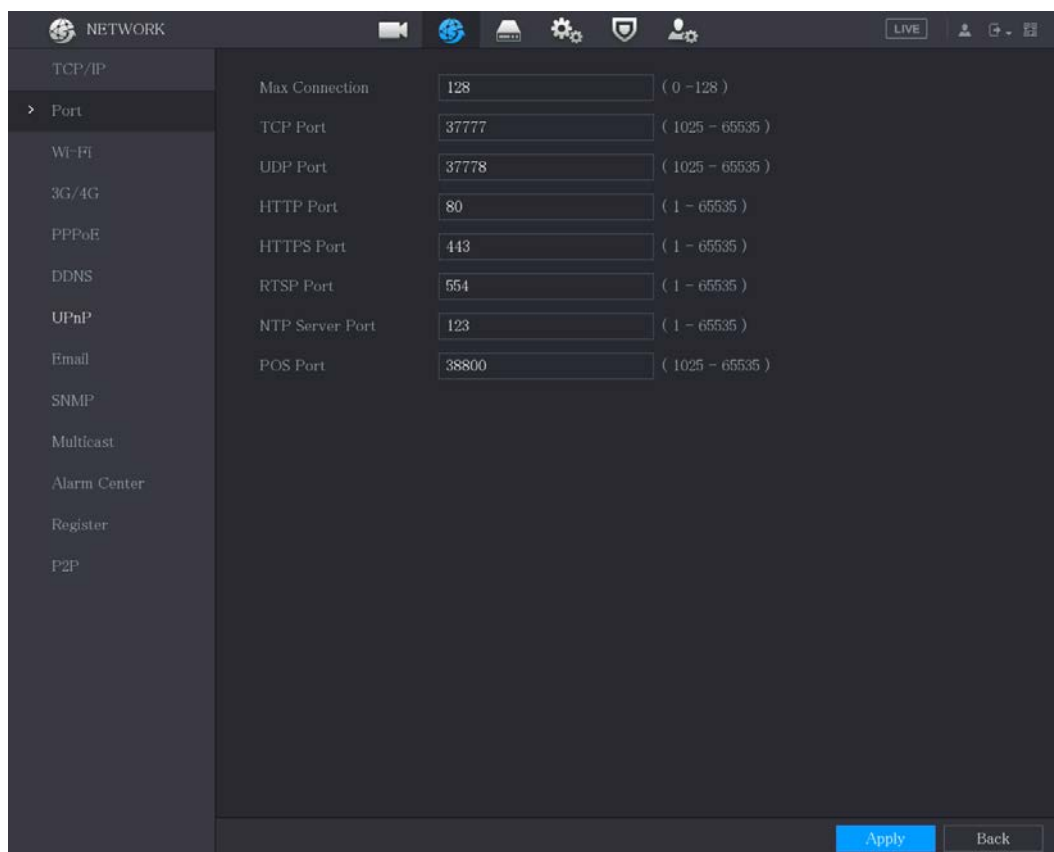 NETWORK
LIVE
TCP/IP
Port
Wi-Fi
3G/4G
PPPoE
DDNS
UPnP
Email
SNMP
Multicast
Alarm Center
Register
P2P
Max Connection 128 ( 0 -128 )
TCP Port 37777 ( 1025 - 65535 )
UDP Port 37778 ( 1025 - 65535 )
HTTP Port 80 ( 1 - 65535 )
HTTPS Port 443 ( 1 - 65535 )
RTSP Port 554 ( 1 - 65535 )
NTP Server Port 123 ( 1 - 65535 )
POS Port 38800 ( 1025 - 65535 )
Apply Back